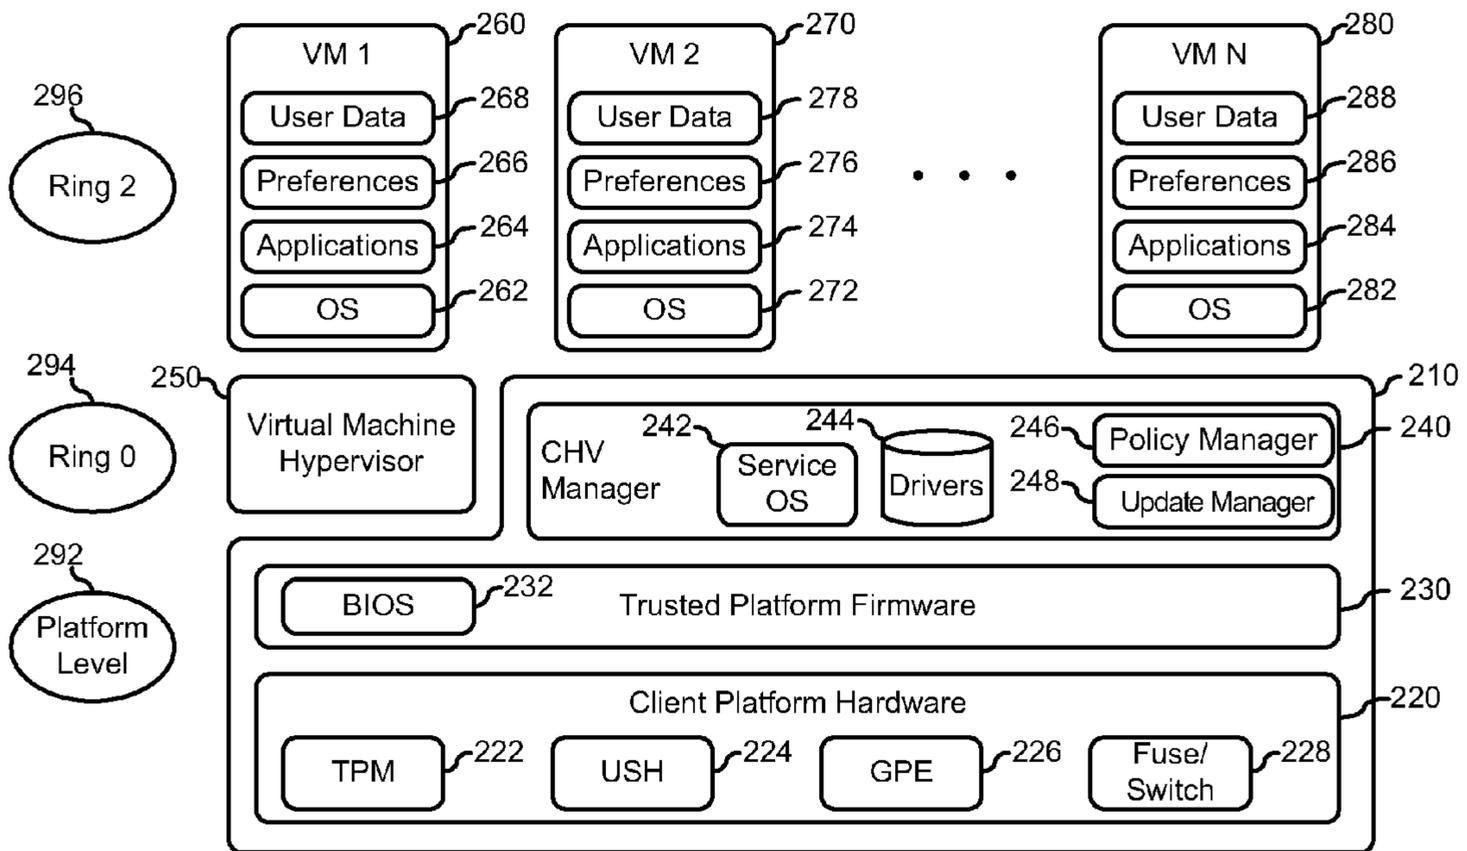 260
270
280
VM 1
VM 2
VM N
296
User Data
268
User Data
278
User Data
288
Ring 2
Preferences
266
Preferences
276
Preferences
286
Applications
264
Applications
274
Applications
284
OS
262
OS
272
OS
282
294
250
210
Ring 0
Virtual Machine
Hypervisor
CHV
Manager
242
Service
OS
244
Drivers
246
Policy Manager
240
248
Update Manager
292
Platform
Level
BIOS
232
Trusted Platform Firmware
230
Client Platform Hardware
220
TPM
222
USH
224
GPE
226
Fuse/
Switch
228